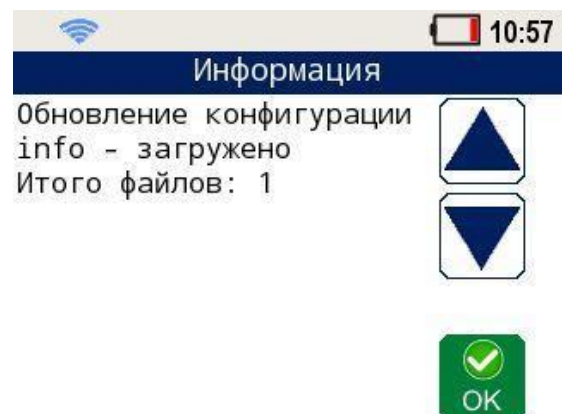 10:57
Информация
Обновление конфигурации
info - загружено
Итого файлов: 1
OK